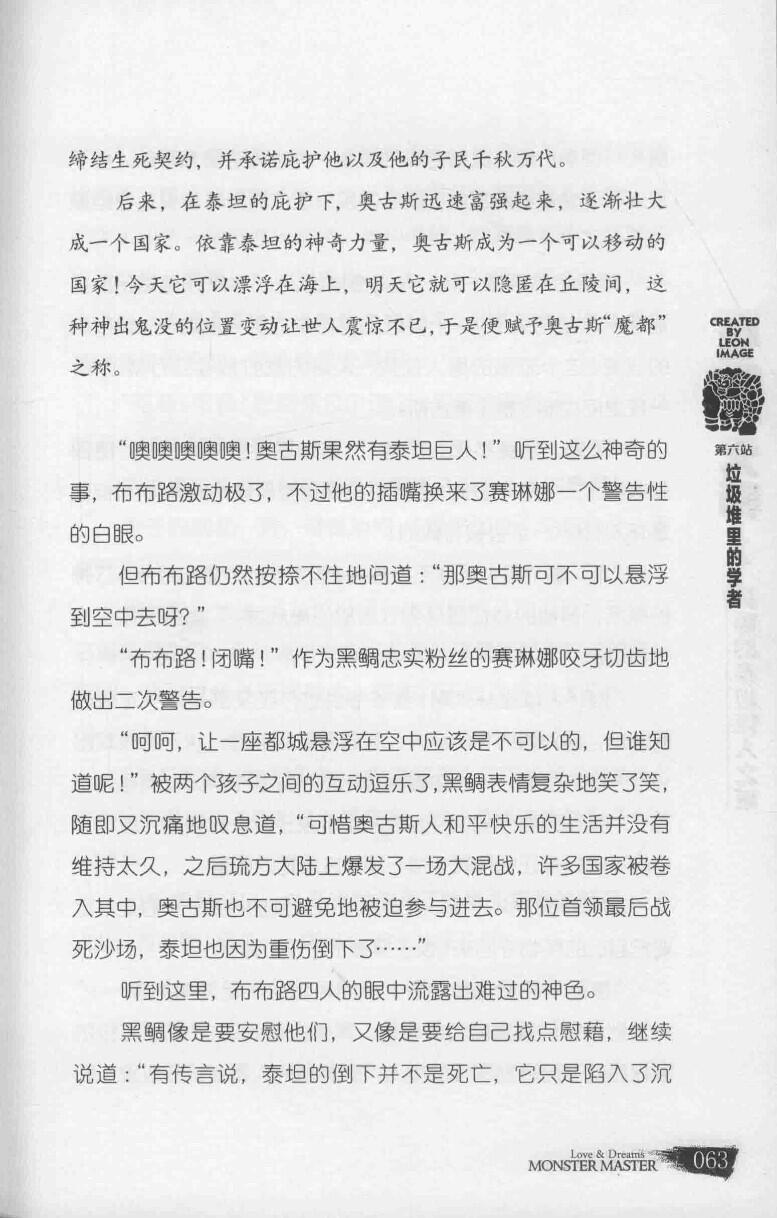 缔结生死契约，并承诺庇护他以及他的子民千秋万代。
后来，在泰坦的庇护下，奥古斯迅速富强起来，逐渐壮大
成一个国家。依靠泰坦的神奇力量，奥古斯成为一个可以移动的
国家！今天它可以漂浮在海上，明天它就可以隐匿在丘陵间，这
种神出鬼没的位置变动让世人震惊不已，于是便赋予奥古斯“魔都”
之称。
“噢噢噢噢噢！奥古斯果然有泰坦巨人！”听到这么神奇的
事，布布路激动极了，不过他的插嘴换来了赛琳娜一个警告性
的白眼。
但布布路仍然按捺不住地问道：“那奥古斯可不可以悬浮
到空中去呀？”
“布布路！闭嘴！”作为黑鲷忠实粉丝的赛琳娜咬牙切齿地
做出二次警告。
“呵呵，让一座都城悬浮在空中应该是不可以的，但谁知
道呢！”被两个孩子之间的互动逗乐了，黑鲷表情复杂地笑了笑，
随即又沉痛地叹息道，“可惜奥古斯人和平快乐的生活并没有
维持太久，之后琉方大陆上爆发了一场大混战，许多国家被卷
入其中，奥古斯也不可避免地被迫参与进去。那位首领最后战
死沙场，泰坦也因为重伤倒下了……”
听到这里，布布路四人的眼中流露出难过的神色。
黑鲷像是要安慰他们，又像是要给自己找点慰藉，继续
说道：“有传言说，泰坦的倒下并不是死亡，它只是陷入了沉
CREATED
BY
LEON
IMAGE
第六站
垃圾堆里的学者
Love & Dreams
MONSTER MASTER
063